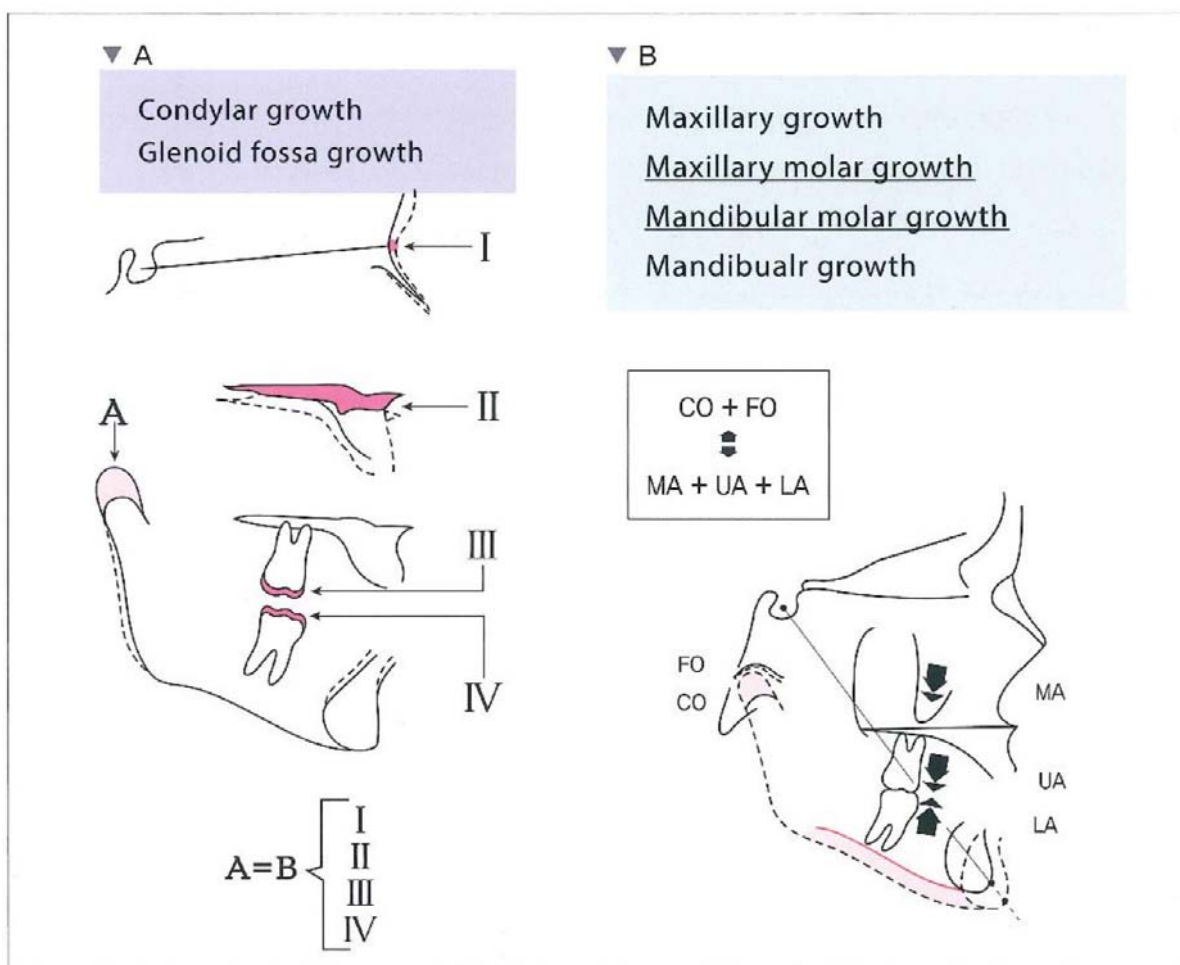 ▼ A
Condylar growth
Glenoid fossa growth
I
II
A
III
IV
A=B
I
II
III
IV
▼ B
Maxillary growth
Maxillary molar growth
Mandibular molar growth
Mandibualr growth
CO + FO
MA + UA + LA
FO
CO
MA
UA
LA